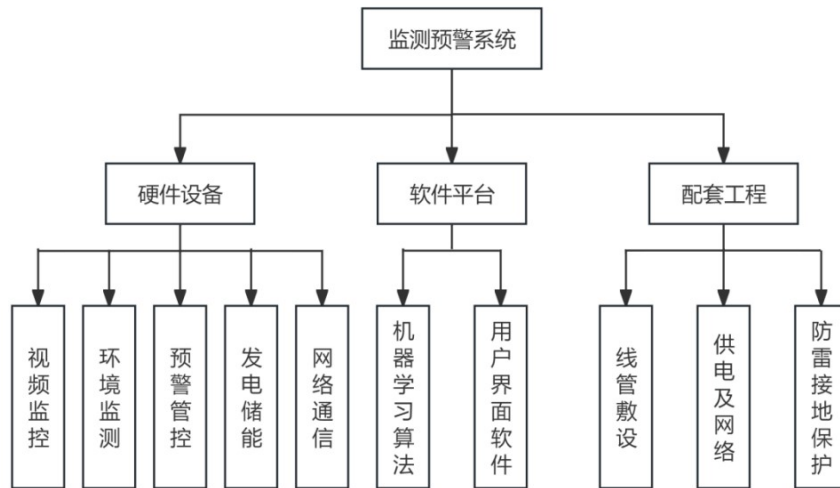 监测预警系统
硬件设备
软件平台
配套工程
视频监控
环境监测
预警管控
发电储能
网络通信
机器学习算法
用户界面软件
线管敷设
供电及网络
防雷接地保护